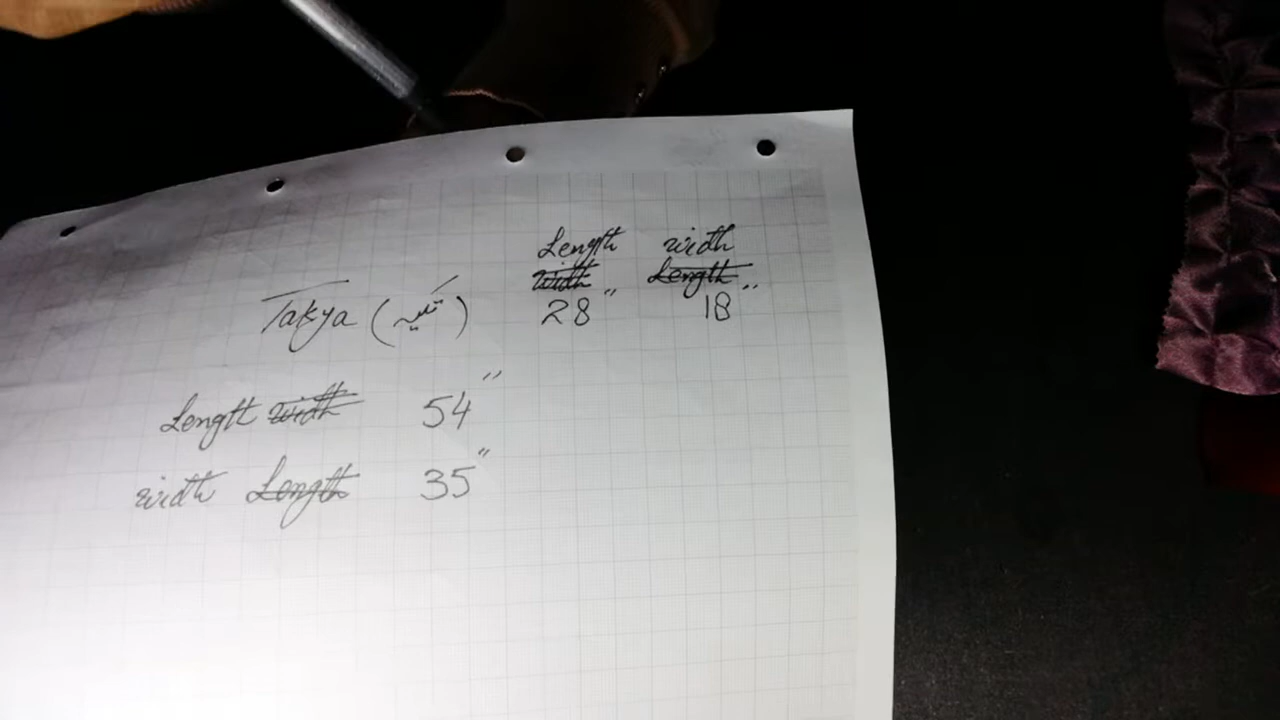 Length width
width Length
Takya (تکیہ) 28" 18"
Length width 54"
width Length 35"